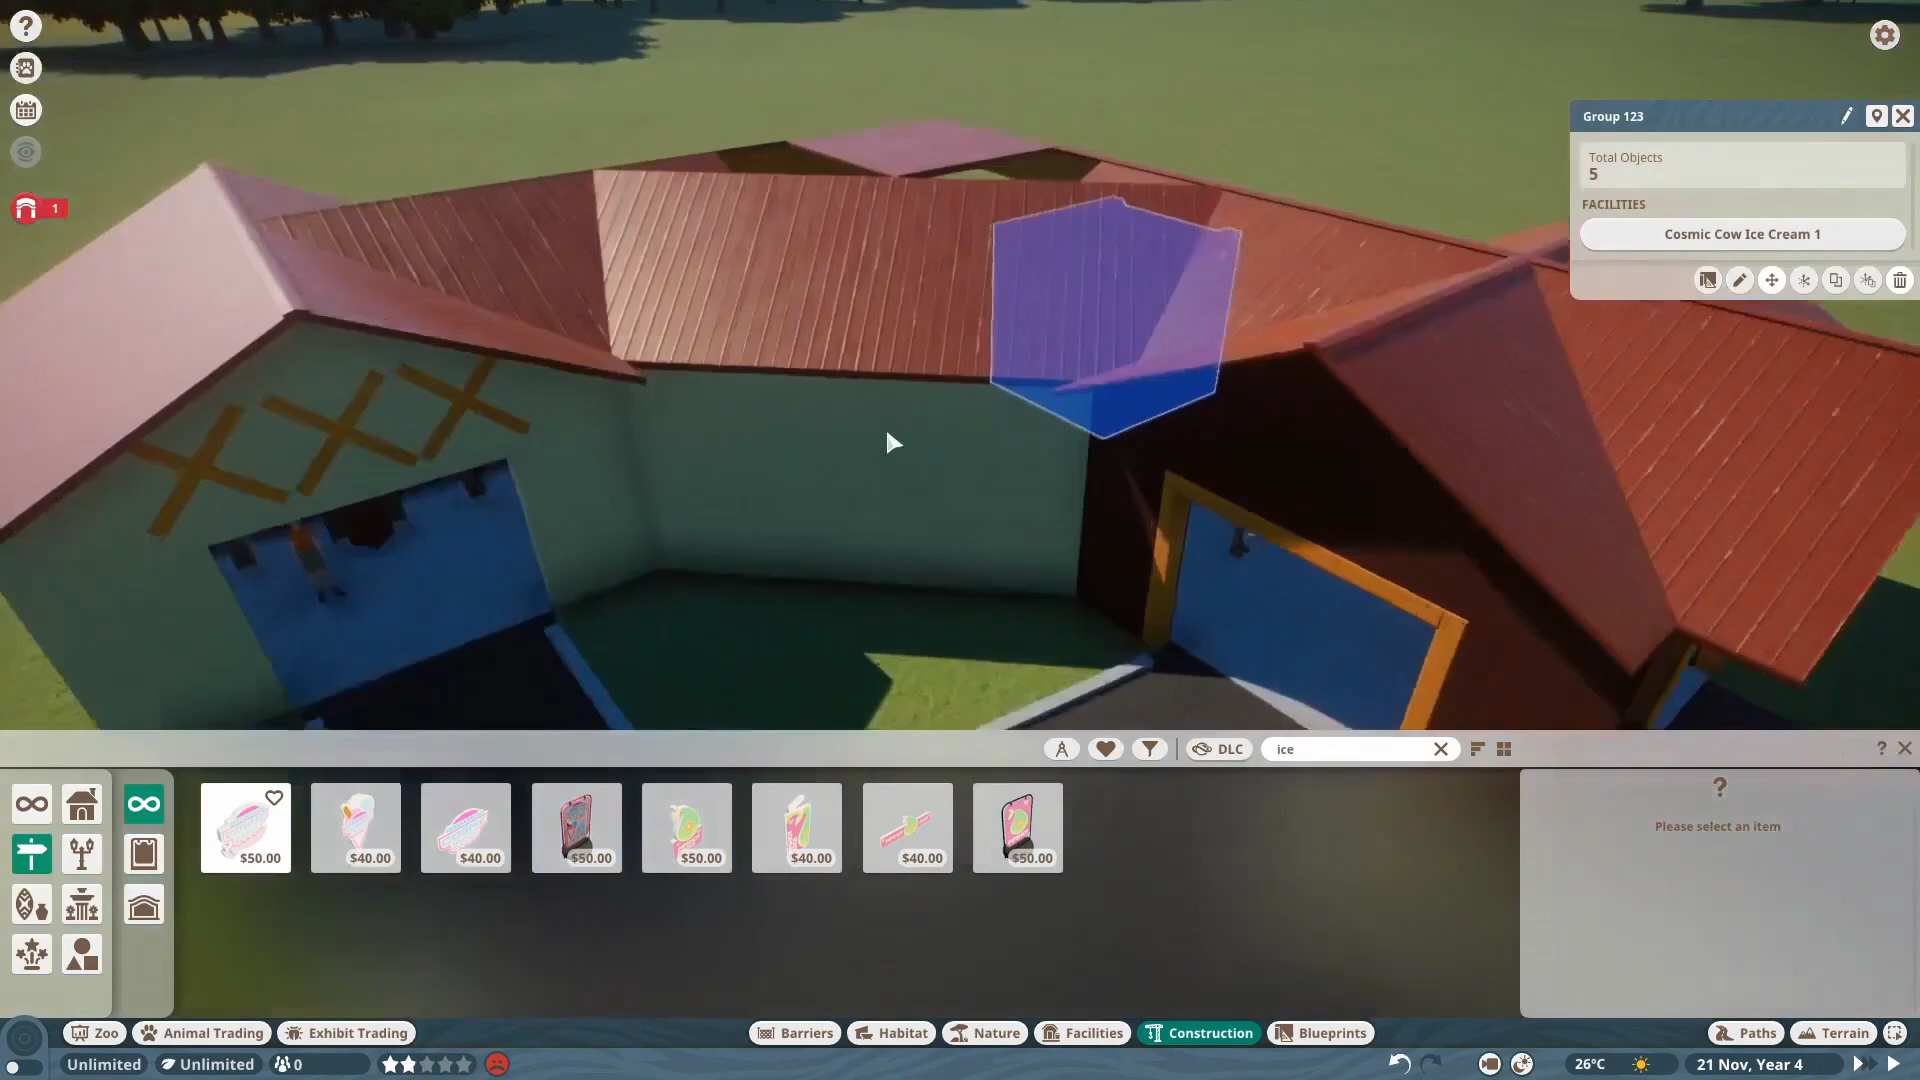 ?
1
Group 123
Total Objects
5
FACILITIES
Cosmic Cow Ice Cream 1
DLC
ice
?
$50.00
$40.00
$40.00
$50.00
$50.00
$40.00
$40.00
$50.00
?
Please select an item
Zoo
Animal Trading
Exhibit Trading
Barriers
Habitat
Nature
Facilities
Construction
Blueprints
Paths
Terrain
Unlimited
Unlimited
0
26°C
21 Nov, Year 4